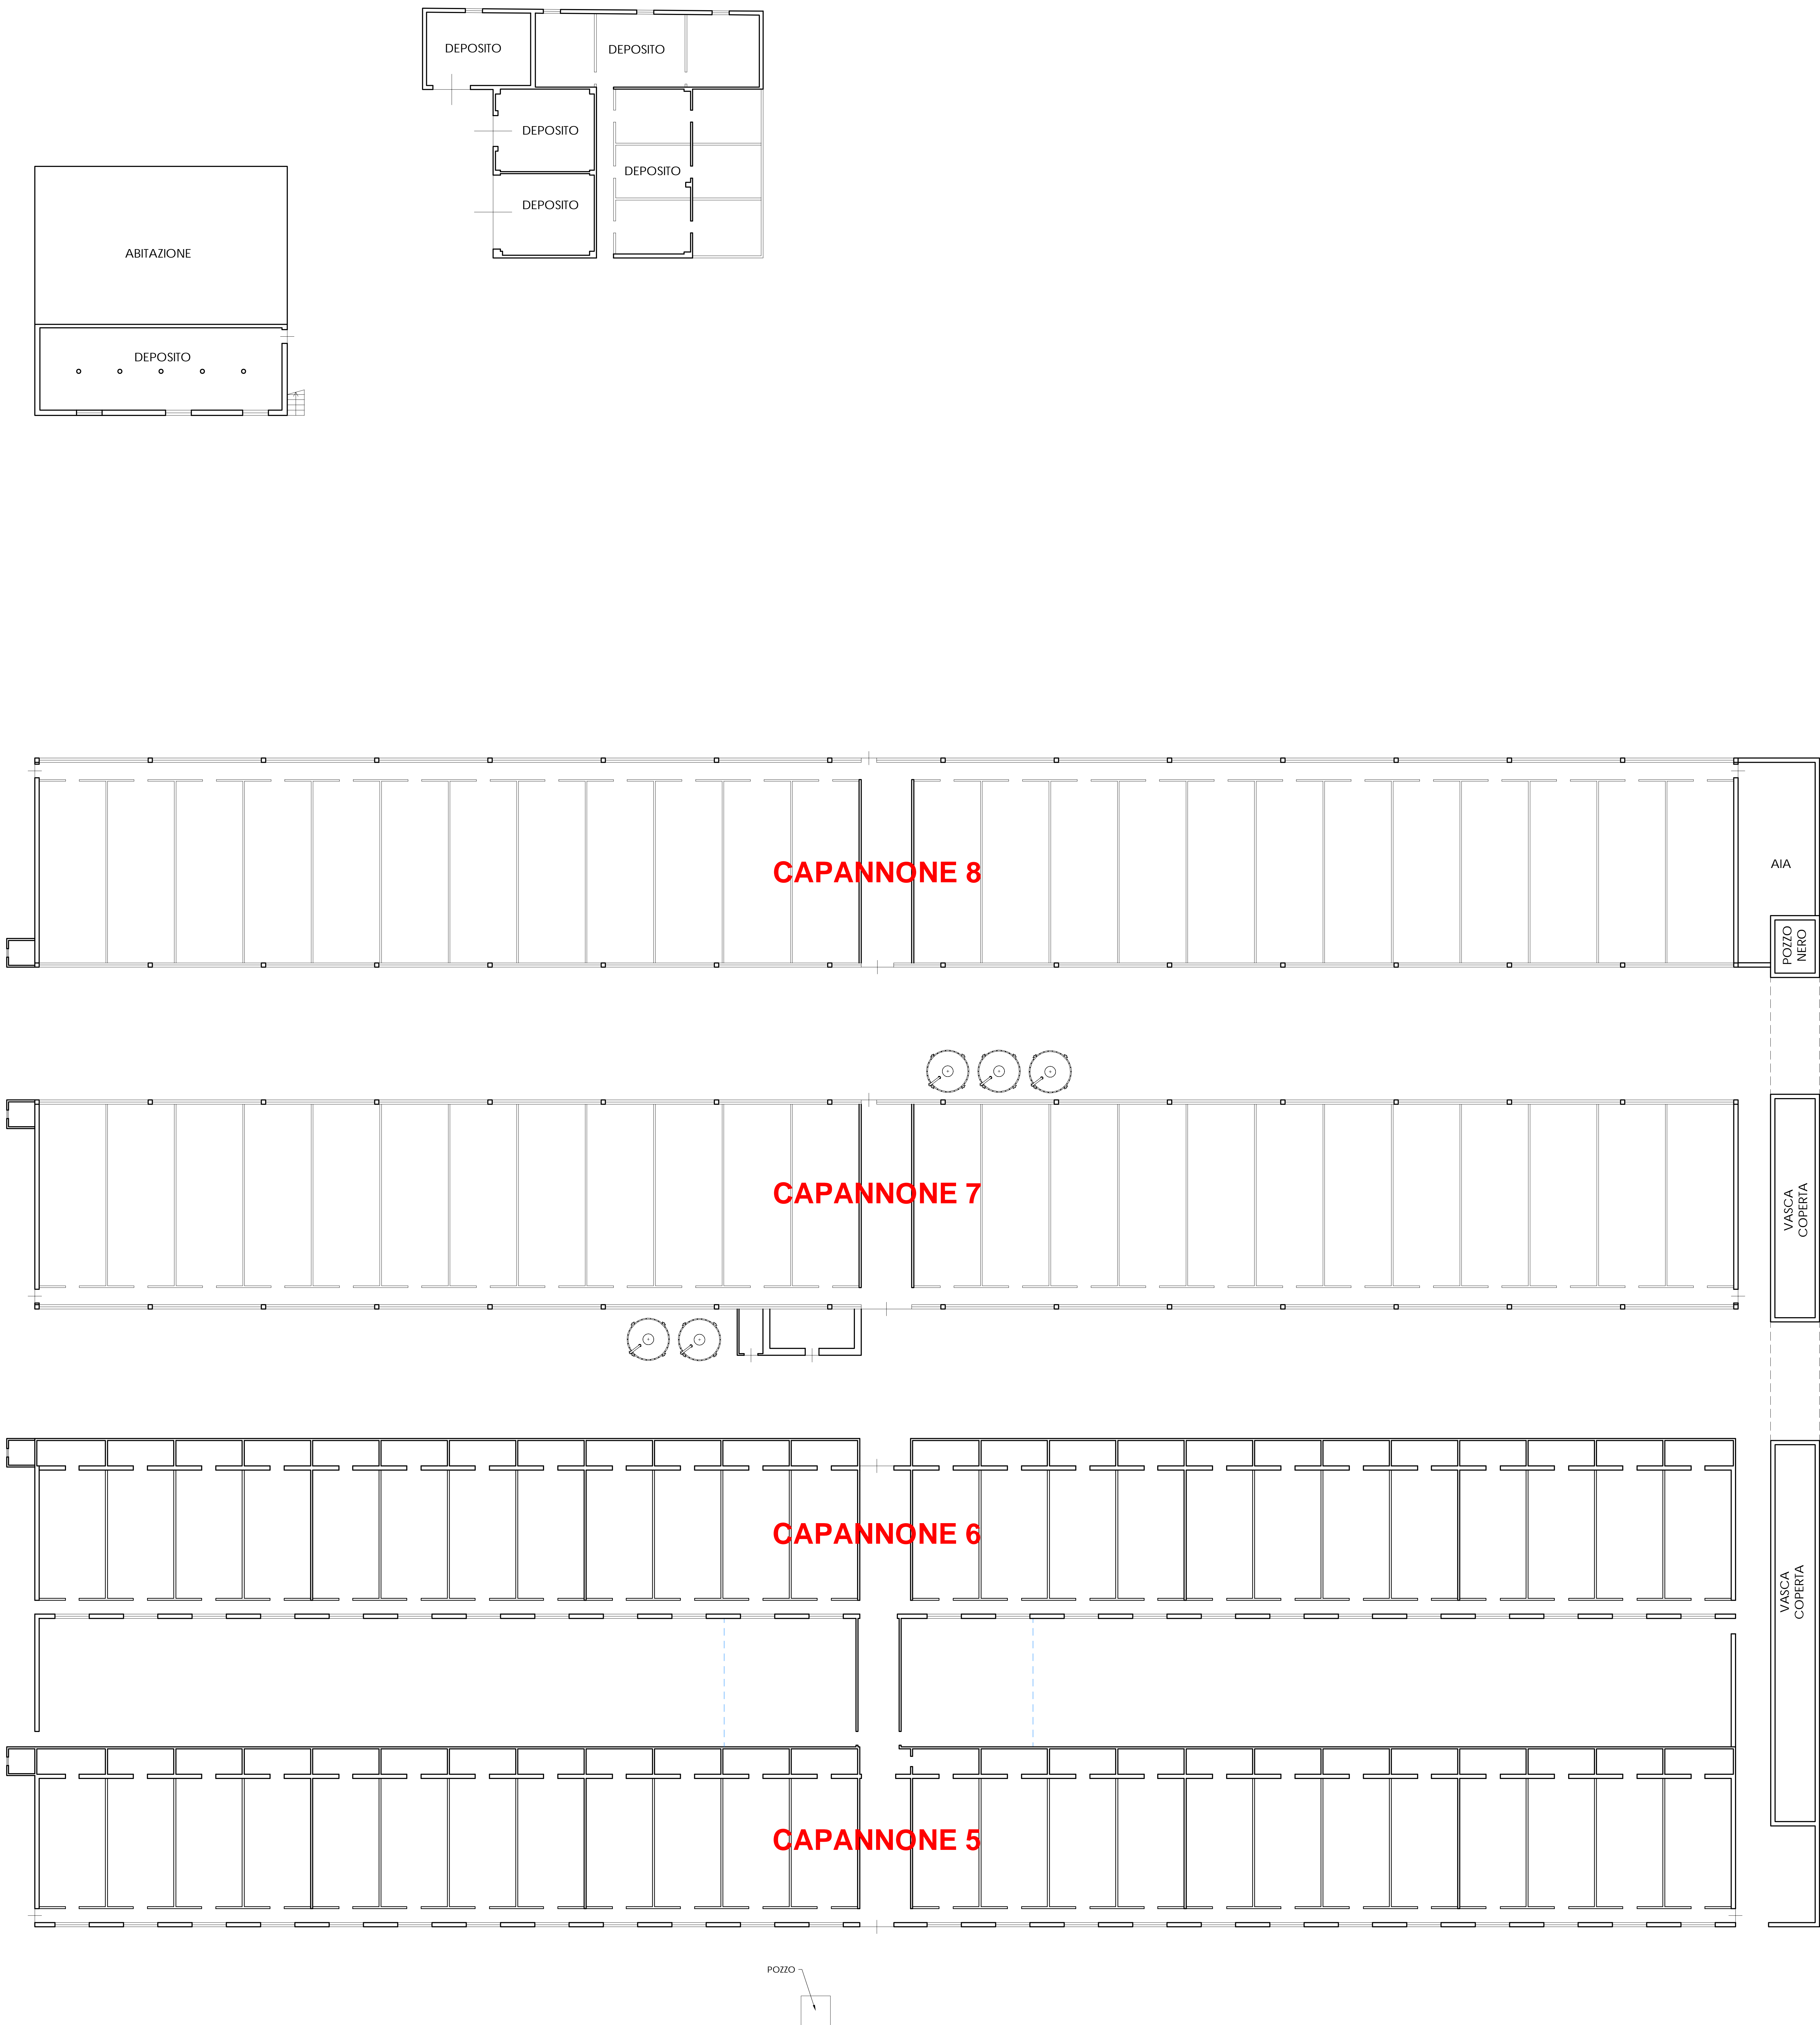 DEPOSITO
DEPOSITO
DEPOSITO
DEPOSITO
DEPOSITO
ABITAZIONE
DEPOSITO
CAPANNONE 8
AIA
POZZO
NERO
CAPANNONE 7
VASCA
COPERTA
CAPANNONE 6
VASCA
COPERTA
CAPANNONE 5
POZZO